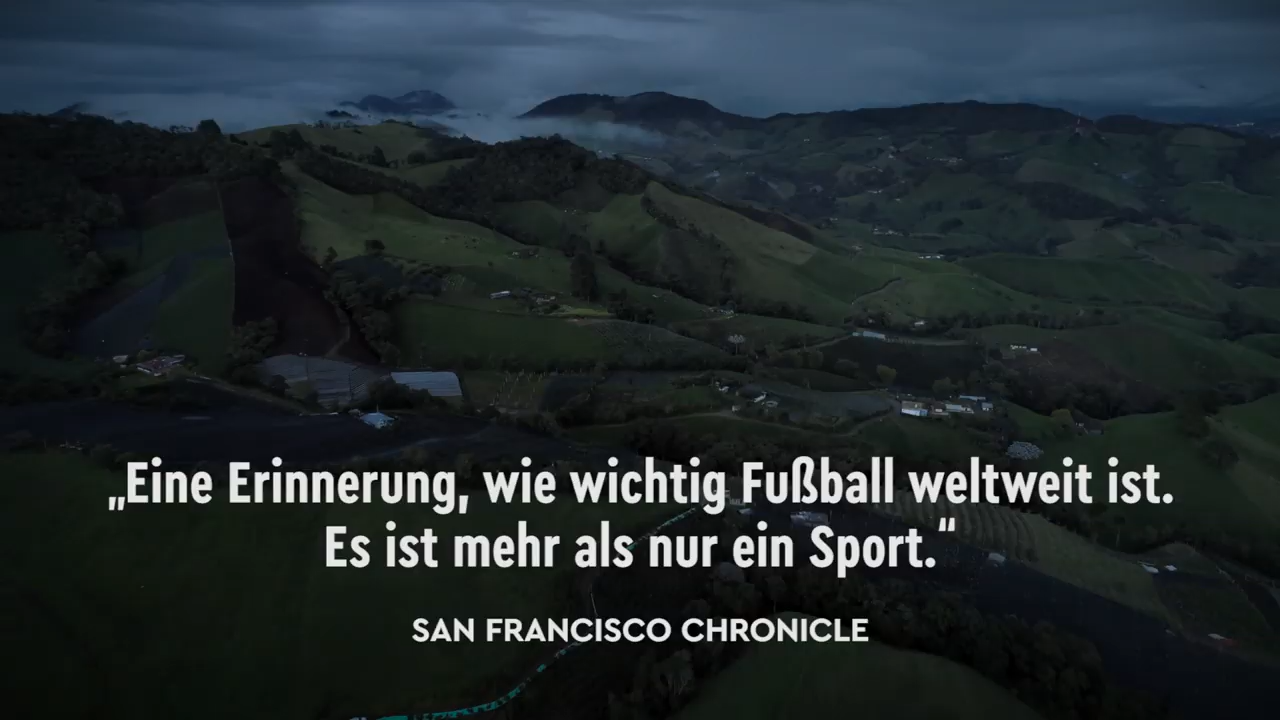 „Eine Erinnerung, wie wichtig Fußball weltweit ist.
Es ist mehr als nur ein Sport.“
SAN FRANCISCO CHRONICLE